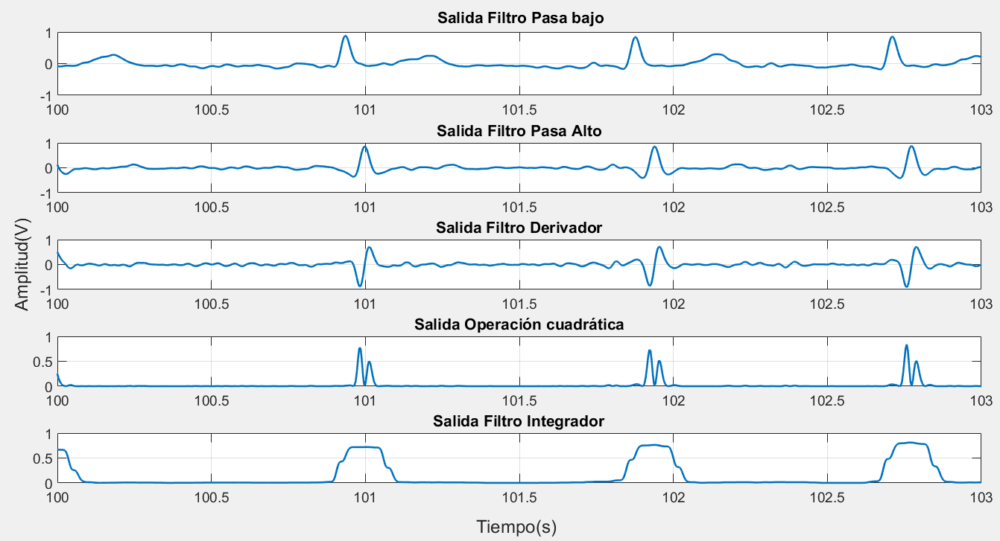 Salida Filtro Pasa bajo
1
0
-1
100 100.5 101 101.5 102 102.5 103
Salida Filtro Pasa Alto
1
0
-1
100 100.5 101 101.5 102 102.5 103
Salida Filtro Derivador
1
0
-1
100 100.5 101 101.5 102 102.5 103
Amplitud(V)
Salida Operación cuadrática
1
0.5
0
100 100.5 101 101.5 102 102.5 103
Salida Filtro Integrador
1
0.5
0
100 100.5 101 101.5 102 102.5 103
Tiempo(s)